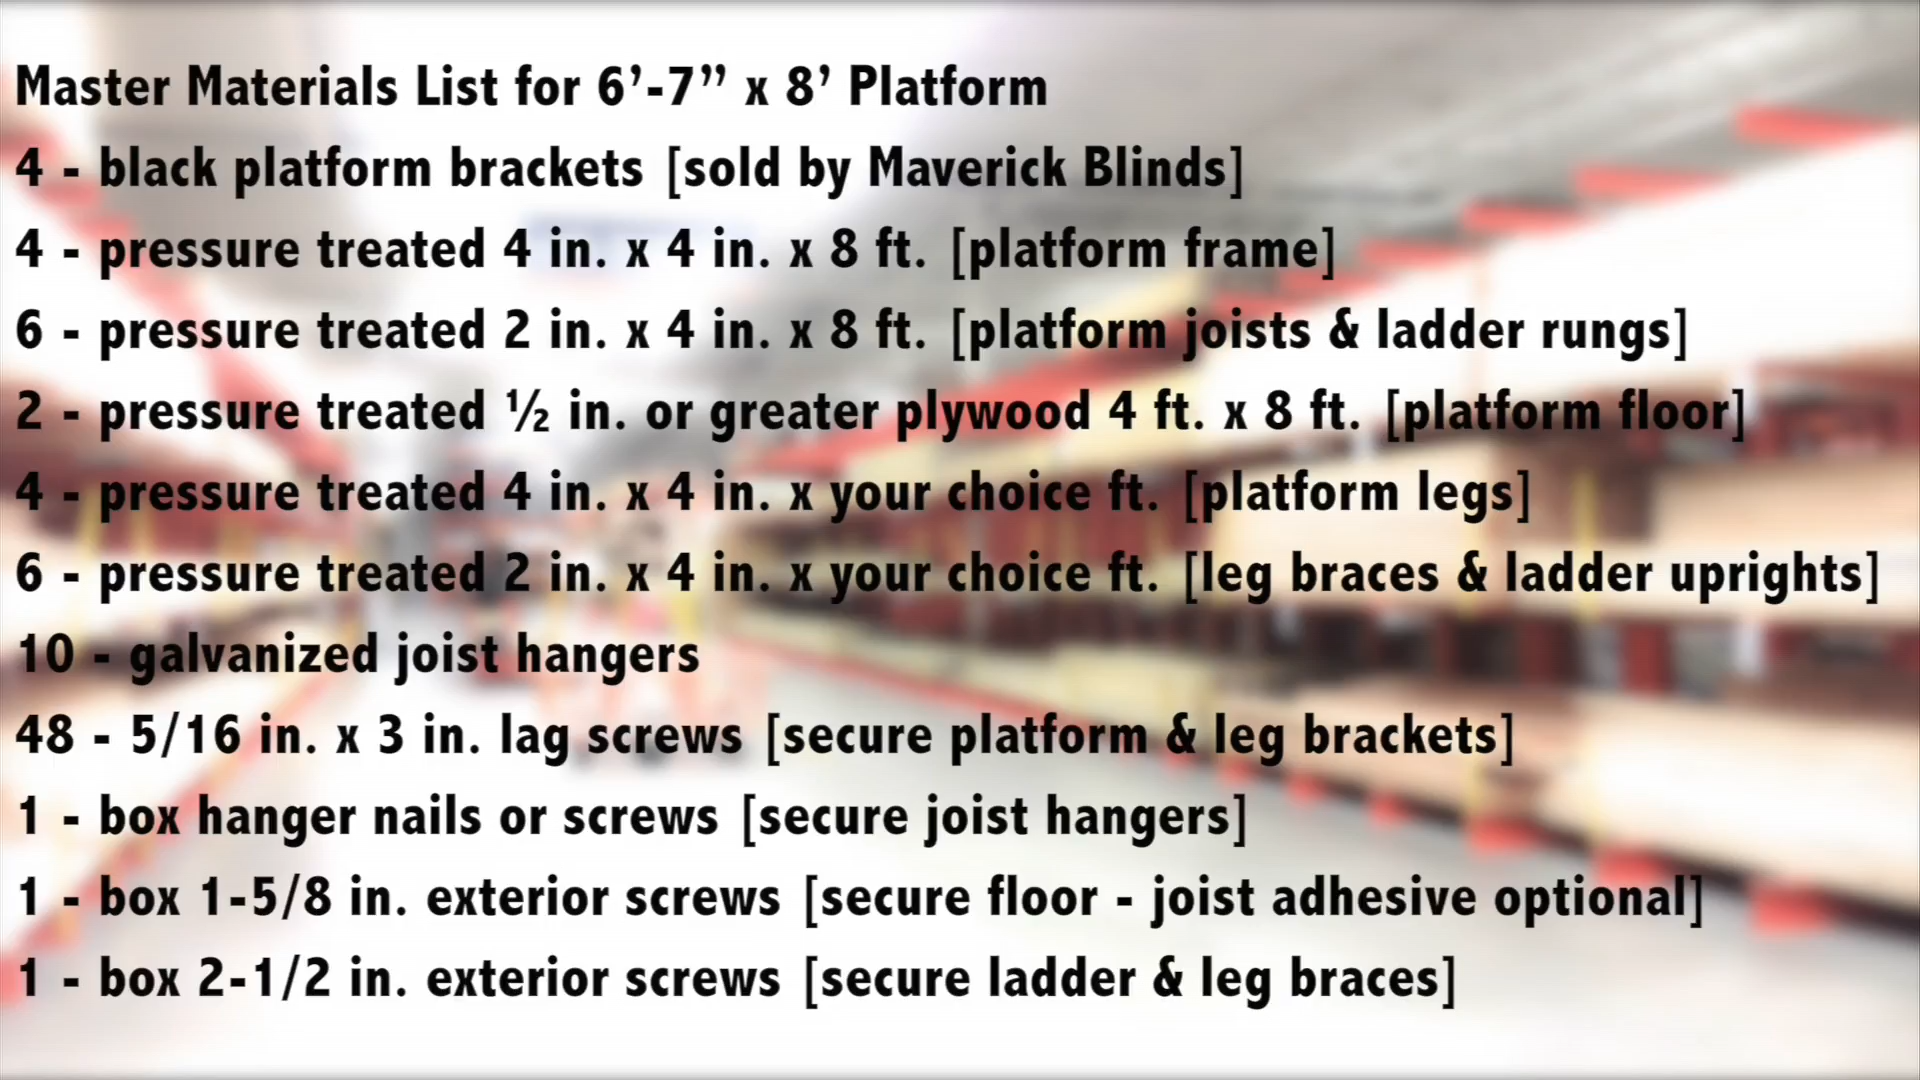 Master Materials List for 6’-7” x 8’ Platform
4 - black platform brackets [sold by Maverick Blinds]
4 - pressure treated 4 in. x 4 in. x 8 ft. [platform frame]
6 - pressure treated 2 in. x 4 in. x 8 ft. [platform joists & ladder rungs]
2 - pressure treated ½ in. or greater plywood 4 ft. x 8 ft. [platform floor]
4 - pressure treated 4 in. x 4 in. x your choice ft. [platform legs]
6 - pressure treated 2 in. x 4 in. x your choice ft. [leg braces & ladder uprights]
10 - galvanized joist hangers
48 - 5/16 in. x 3 in. lag screws [secure platform & leg brackets]
1 - box hanger nails or screws [secure joist hangers]
1 - box 1-5/8 in. exterior screws [secure floor - joist adhesive optional]
1 - box 2-1/2 in. exterior screws [secure ladder & leg braces]